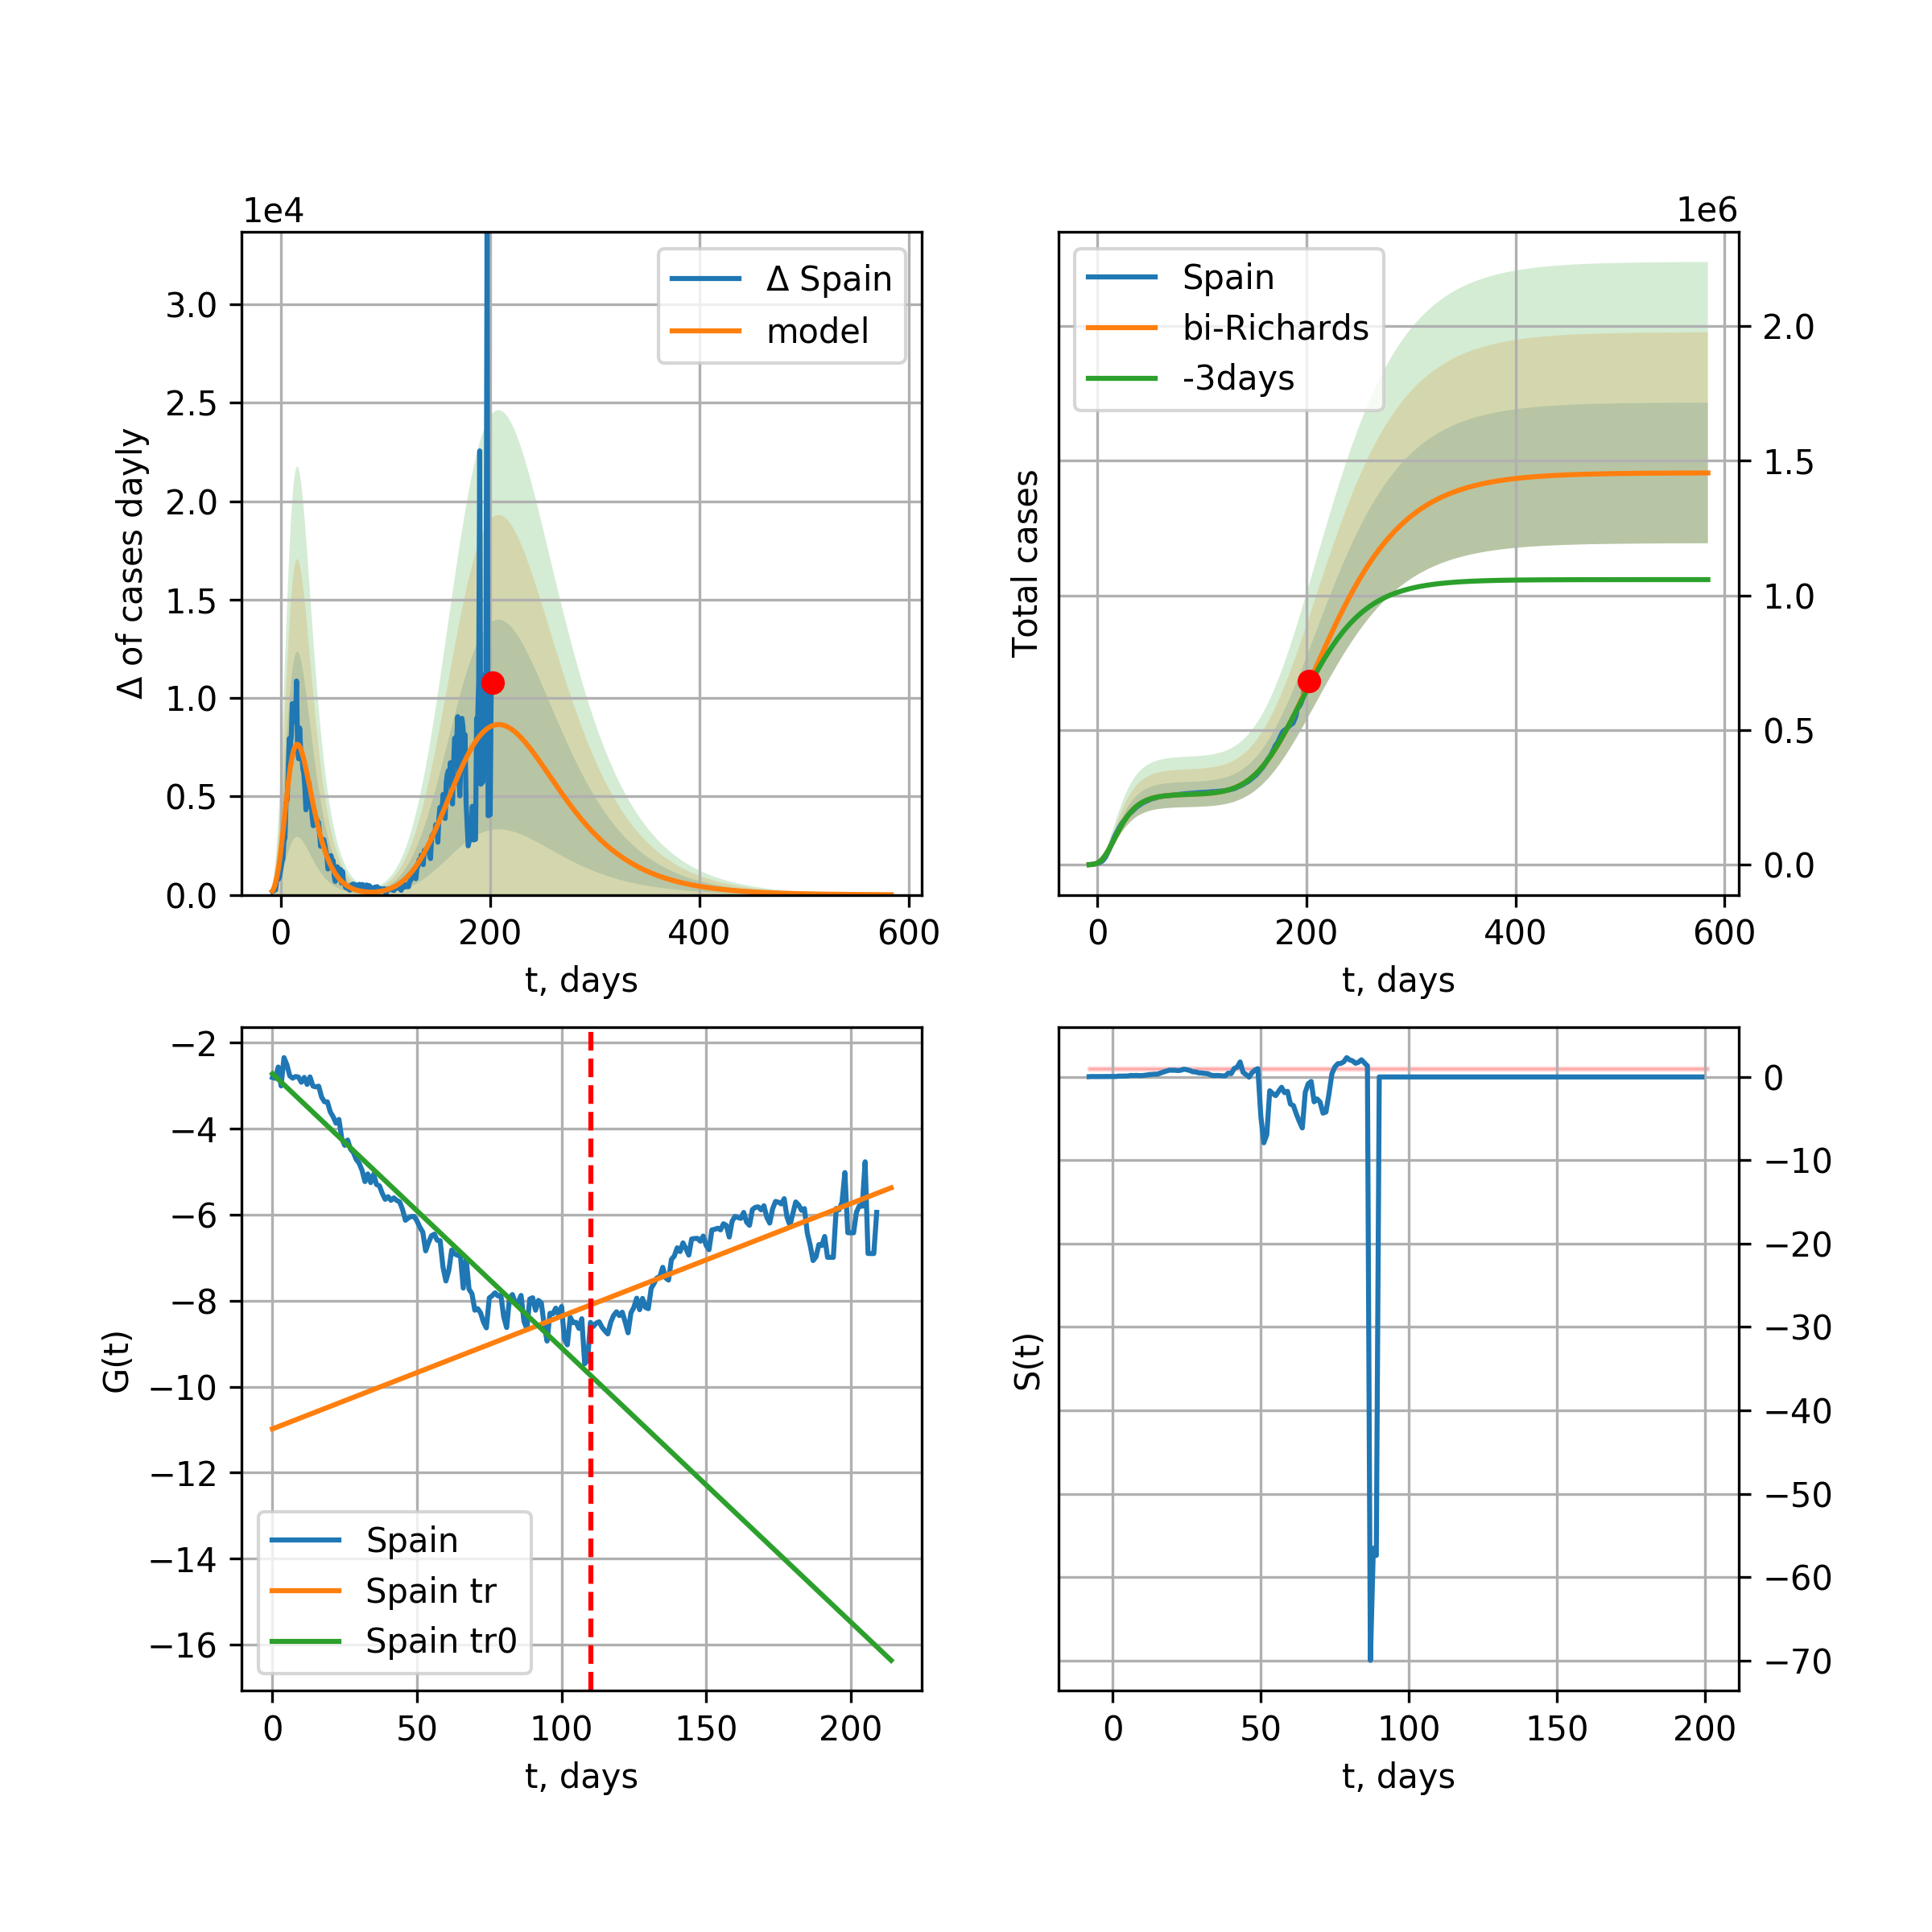 1e4
Δ of cases dayly
3.0
2.5
2.0
1.5
1.0
0.5
0.0
Δ Spain
model
0 200 400 600
t, days
1e6
Total cases
Spain
bi-Richards
-3days
2.0
1.5
1.0
0.5
0.0
0 200 400 600
t, days
G(t)
−2
−4
−6
−8
−10
−12
−14
−16
Spain
Spain tr
Spain tr0
0 50 100 150 200
t, days
S(t)
0
−10
−20
−30
−40
−50
−60
−70
0 50 100 150 200
t, days